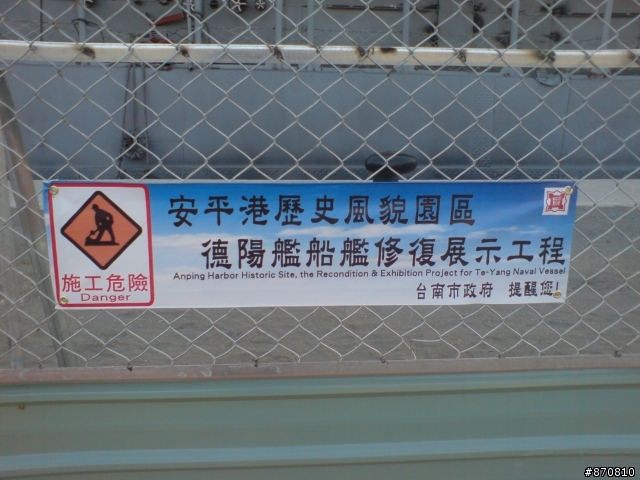 安平港歷史風貌園區
德陽艦船艦修復展示工程
Anping Harbor Historic Site, the Recondition & Exhibition Project for Te-Yang Naval Vessel
台南市政府 提醒您!
施工危險
Danger
#870810